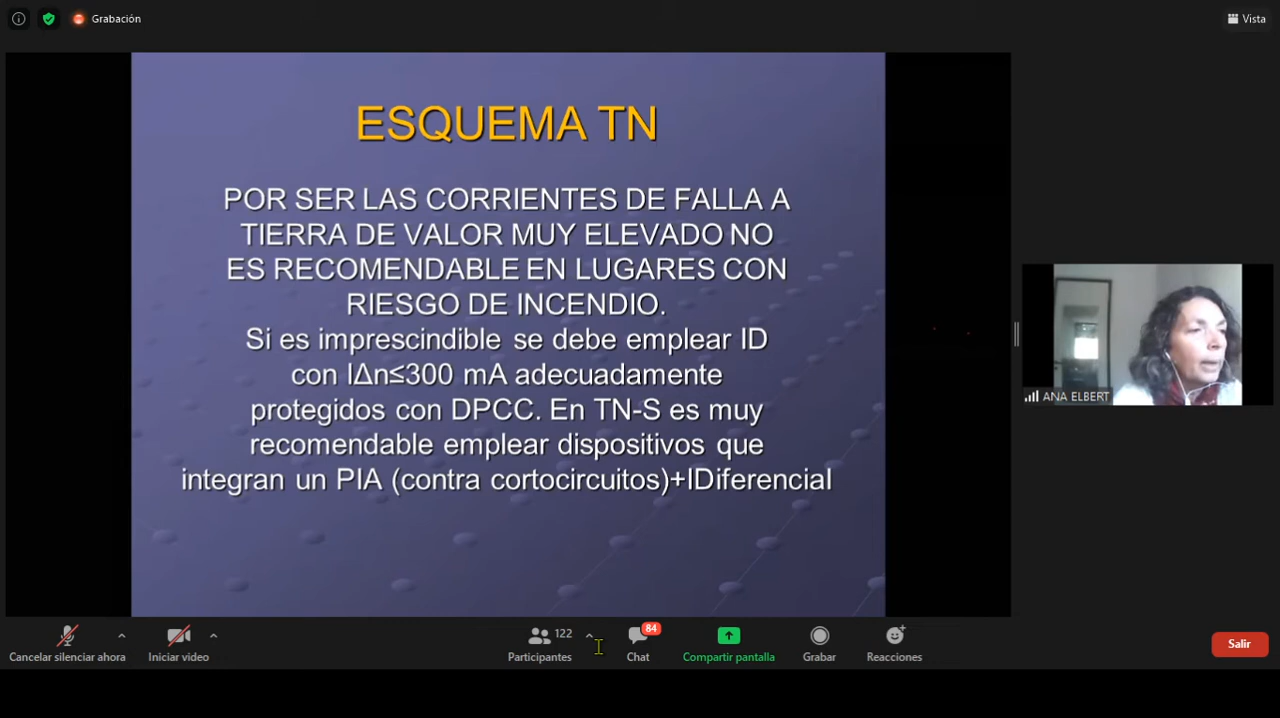 Grabación
Vista
ESQUEMA TN
POR SER LAS CORRIENTES DE FALLA A
TIERRA DE VALOR MUY ELEVADO NO
ES RECOMENDABLE EN LUGARES CON
RIESGO DE INCENDIO.
Si es imprescindible se debe emplear ID
con IΔn≤300 mA adecuadamente
protegidos con DPCC. En TN-S es muy
recomendable emplear dispositivos que
integran un PIA (contra cortocircuitos)+IDiferencial
ANA ELBERT
Cancelar silenciar ahora
Iniciar video
122
Participantes
84
Chat
Compartir pantalla
Grabar
Reacciones
Salir